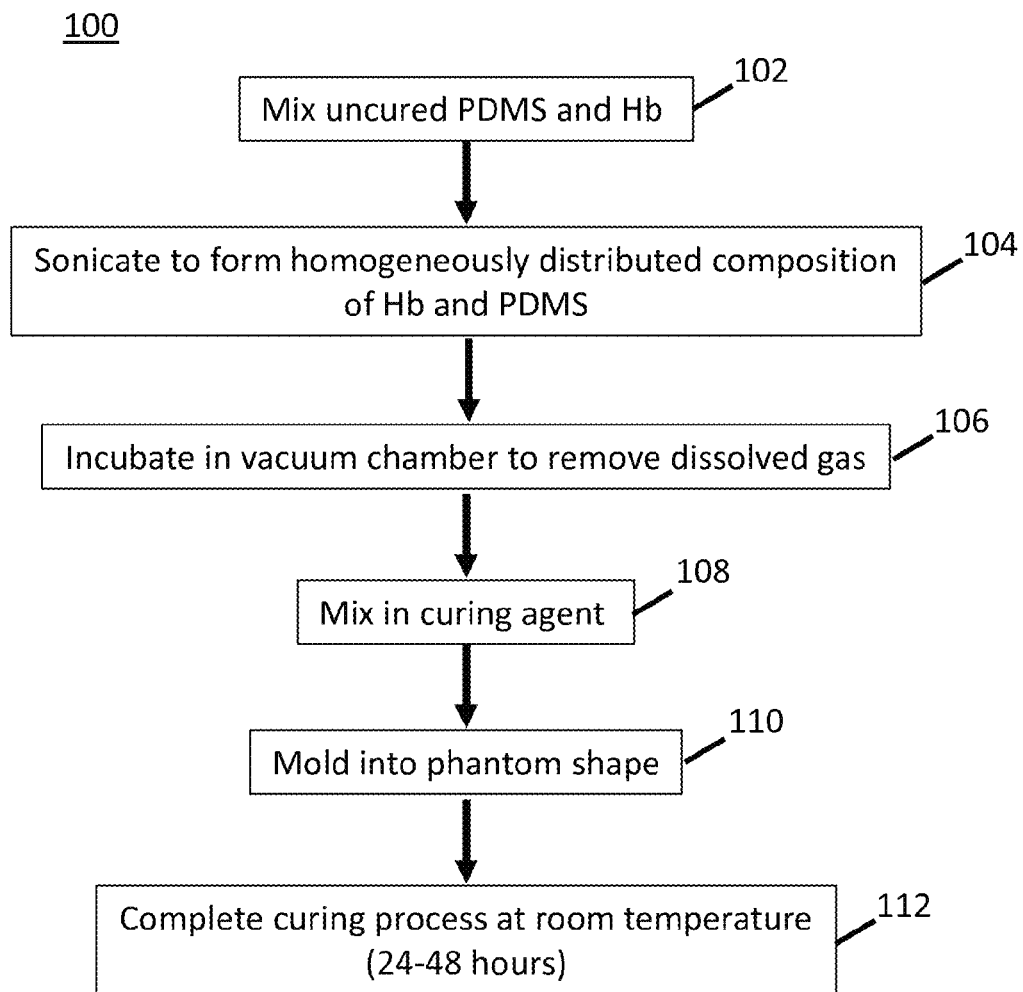 100
102
Mix uncured PDMS and Hb
104
Sonicate to form homogeneously distributed composition
of Hb and PDMS
106
Incubate in vacuum chamber to remove dissolved gas
108
Mix in curing agent
110
Mold into phantom shape
112
Complete curing process at room temperature
(24-48 hours)